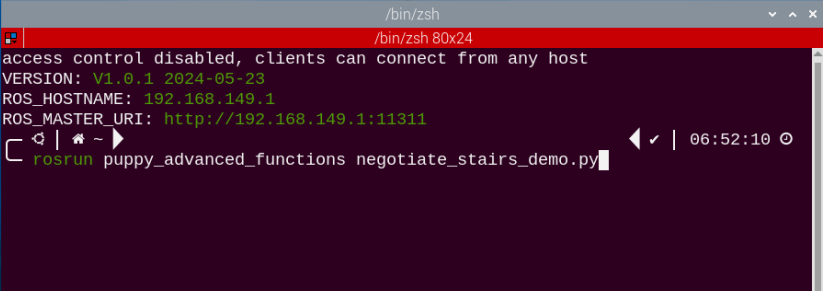 /bin/zsh
/bin/zsh 80x24
access control disabled, clients can connect from any host
VERSION: V1.0.1 2024-05-23
ROS_HOSTNAME: 192.168.149.1
ROS_MASTER_URI: http://192.168.149.1:11311
~ ✔ 06:52:10
rosrun puppy_advanced_functions negotiate_stairs_demo.py